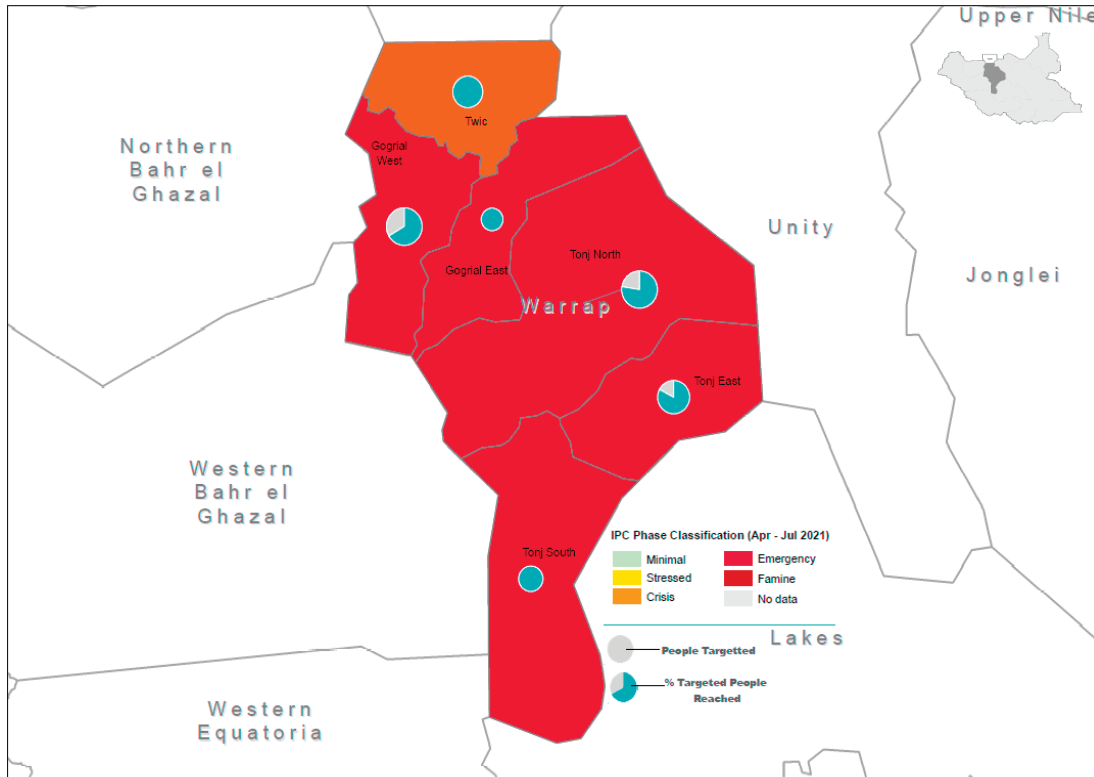 Upper Nile
Twic
Northern
Bahr el
Ghazal
Gogrial
West
Unity
Tonj North
Gogrial East
Jonglei
Warrap
Tonj East
Western
Bahr el
Ghazal
Tonj South
IPC Phase Classification (Apr - Jul 2021)
Minimal
Emergency
Stressed
Famine
Crisis
No data
Lakes
People Targetted
% Targeted People
Reached
Western
Equatoria